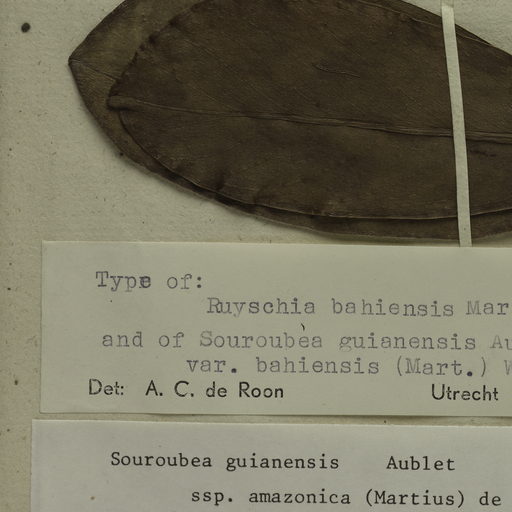 Type of:
Ruyschia bahiensis Mar
and of Souroubea guianensis Au
var. bahiensis (Mart.) W
Det: A. C. de Roon Utrecht
Souroubea guianensis Aublet
ssp. amazonica (Martius) de